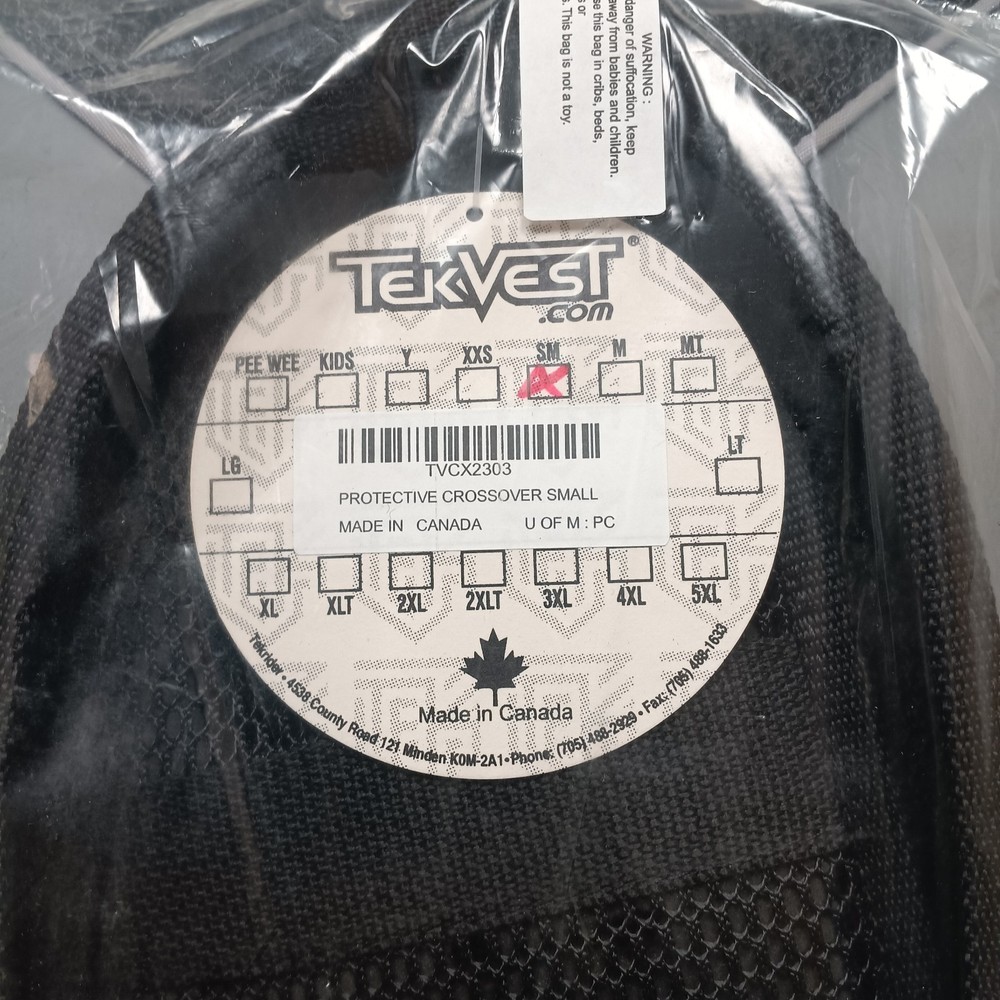 WARNING :
danger of suffocation, keep
away from babies and children.
se this bag in cribs, beds,
s or
s. This bag is not a toy.
TEKVEST®
.COM
PEE WEE KIDS Y XXS SM M MT
LG LT
TVCX2303
PROTECTIVE CROSSOVER SMALL
MADE IN CANADA U OF M : PC
XL XLT 2XL 2XLT 3XL 4XL 5XL
Made in Canada
Tekrider • 4538 County Road 121 Minden K0M-2A1 • Phone: (705) 488-2929 • Fax: (705) 488-1633